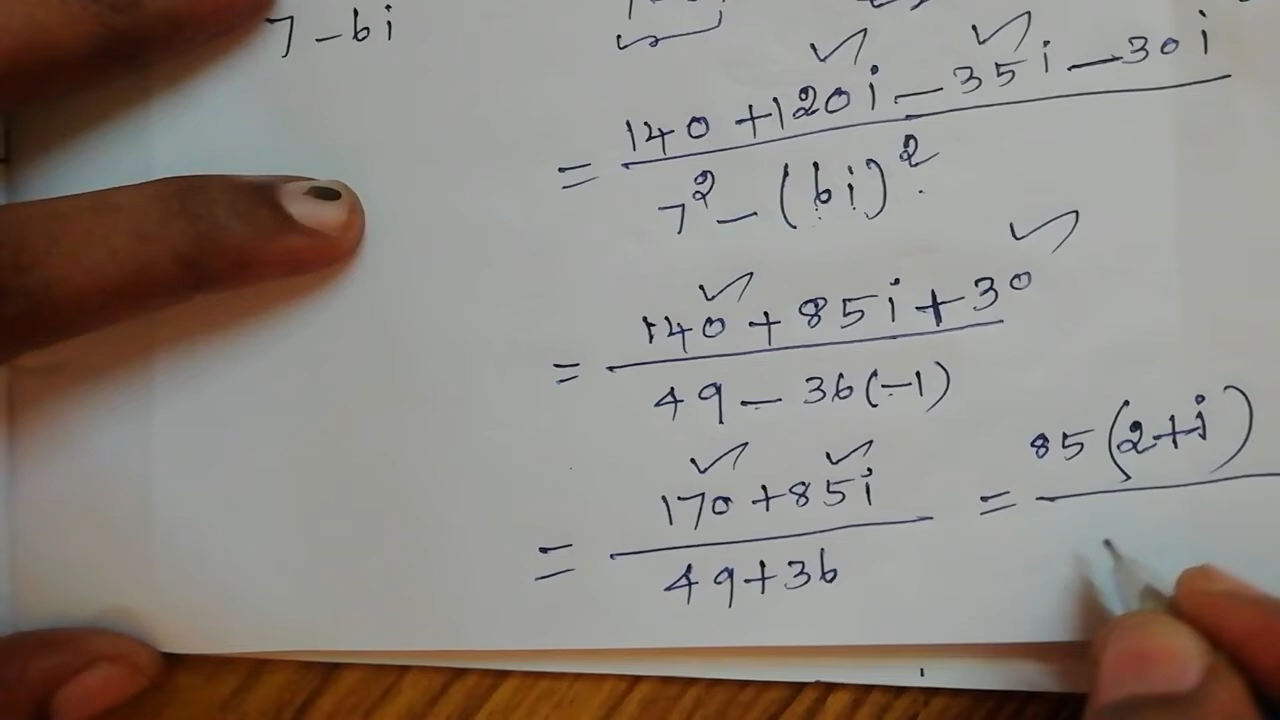 7 - 6i
= 140 + 120i - 35i - 30i / 7² - (6i)²
= 140 + 85i + 30 / 49 - 36(-1)
= 170 + 85i / 49 + 36 = 85(2+i)